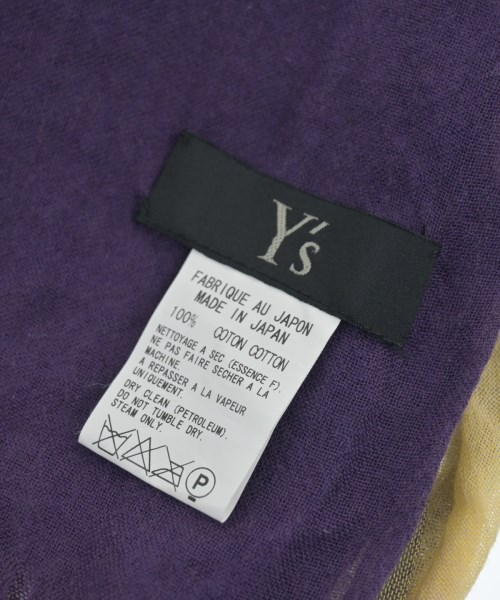 Y's
FABRIQUE AU JAPON
MADE IN JAPAN
100% COTON COTTON
NETTOYAGE A SEC (ESSENCE F).
NE PAS FAIRE SECHER A LA
MACHINE.
A REPASSER A LA VAPEUR
UNIQUEMENT.
DRY CLEAN (PETROLEUM).
DO NOT TUMBLE DRY.
STEAM ONLY.
P